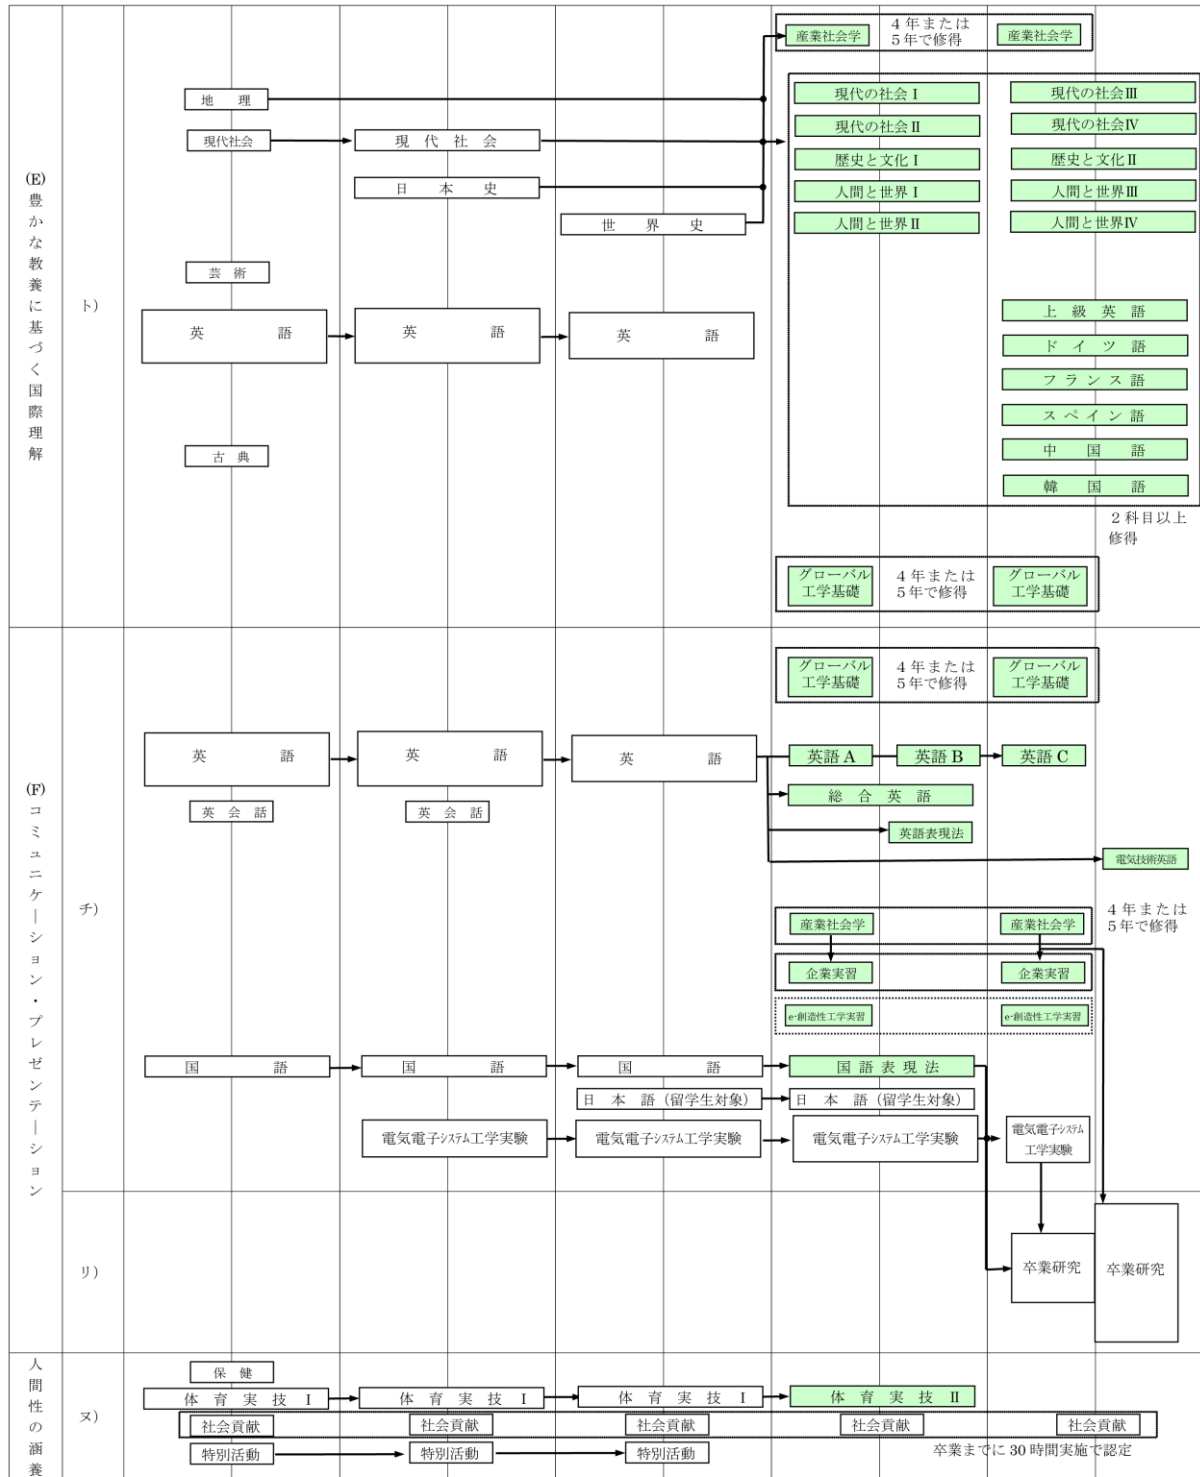 (E)
豊かな教養に基づく国際理解
ト)
産業社会学
4年または
5年で修得
産業社会学
地理
現代社会
現代社会
日本史
世界史
現代の社会Ⅰ
現代の社会Ⅲ
現代の社会Ⅱ
現代の社会Ⅳ
歴史と文化Ⅰ
歴史と文化Ⅱ
人間と世界Ⅰ
人間と世界Ⅲ
人間と世界Ⅱ
人間と世界Ⅳ
芸術
英語
英語
英語
上級英語
ドイツ語
フランス語
スペイン語
中国語
韓国語
古典
2科目以上
修得
グローバル
工学基礎
4年または
5年で修得
グローバル
工学基礎
(F)
コミュニケーション・プレゼンテーション
チ)
グローバル
工学基礎
4年または
5年で修得
グローバル
工学基礎
英語
英語
英語
英語A
英語B
英語C
英会話
英会話
総合英語
英語表現法
電気技術英語
産業社会学
産業社会学
4年または
5年で修得
企業実習
企業実習
e-創造性工学実習
e-創造性工学実習
国語
国語
国語
国語表現法
日本語(留学生対象)
日本語(留学生対象)
電気電子システム工学実験
電気電子システム工学実験
電気電子システム工学実験
電気電子システム
工学実験
リ)
卒業研究
卒業研究
人間性の涵養
ヌ)
保健
体育実技Ⅰ
体育実技Ⅰ
体育実技Ⅰ
体育実技Ⅱ
社会貢献
社会貢献
社会貢献
社会貢献
社会貢献
特別活動
特別活動
特別活動
卒業までに30時間実施で認定